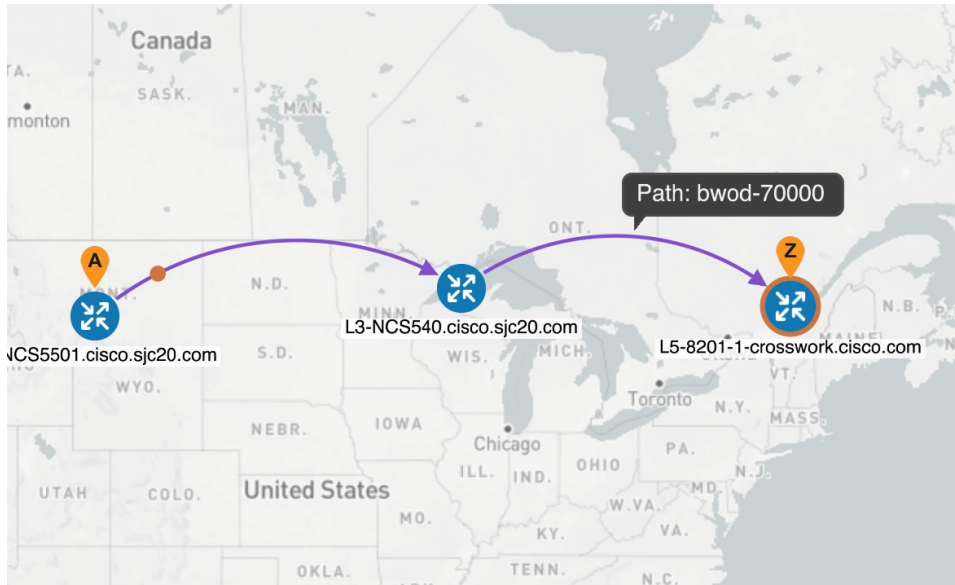 Canada
TA.
SASK.
MAN.
monton
Path: bwod-70000
ONT.
A
Z
MONT.
N.D.
MINN.
N.B.
P.
NCS5501.cisco.sjc20.com
L3-NCS540.cisco.sjc20.com
L5-8201-1-crosswork.cisco.com
MAINE
S.D.
WIS.
MICH.
VT.
WYO.
Toronto
N.Y.
MASS.
NEBR.
IOWA
Chicago
PA.
ILL.
IND.
OHIO
N.J.
UTAH
COLO.
United States
MD.
MO.
W.VA.
KY.
VA.
OKLA.
TENN.
N.C.